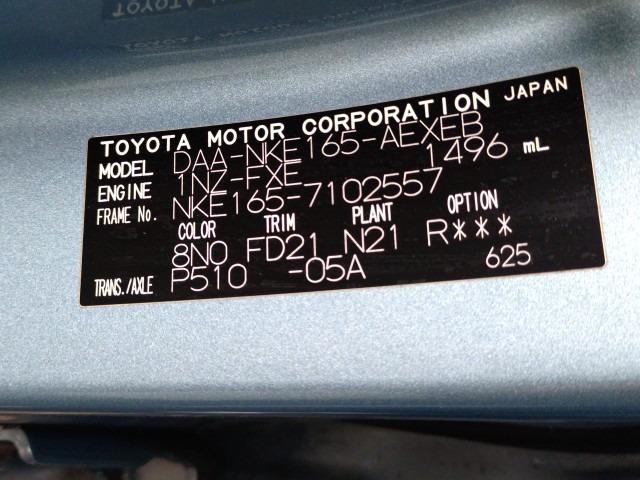 TOYOTA MOTOR CORPORATION JAPAN
MODEL DAA-NKE165-AEXEB
ENGINE 1NZ-FXE 1496 mL
FRAME No. NKE165-7102557
COLOR TRIM PLANT OPTION
8N0 FD21 N21 R***
TRANS./AXLE P510 -05A 625